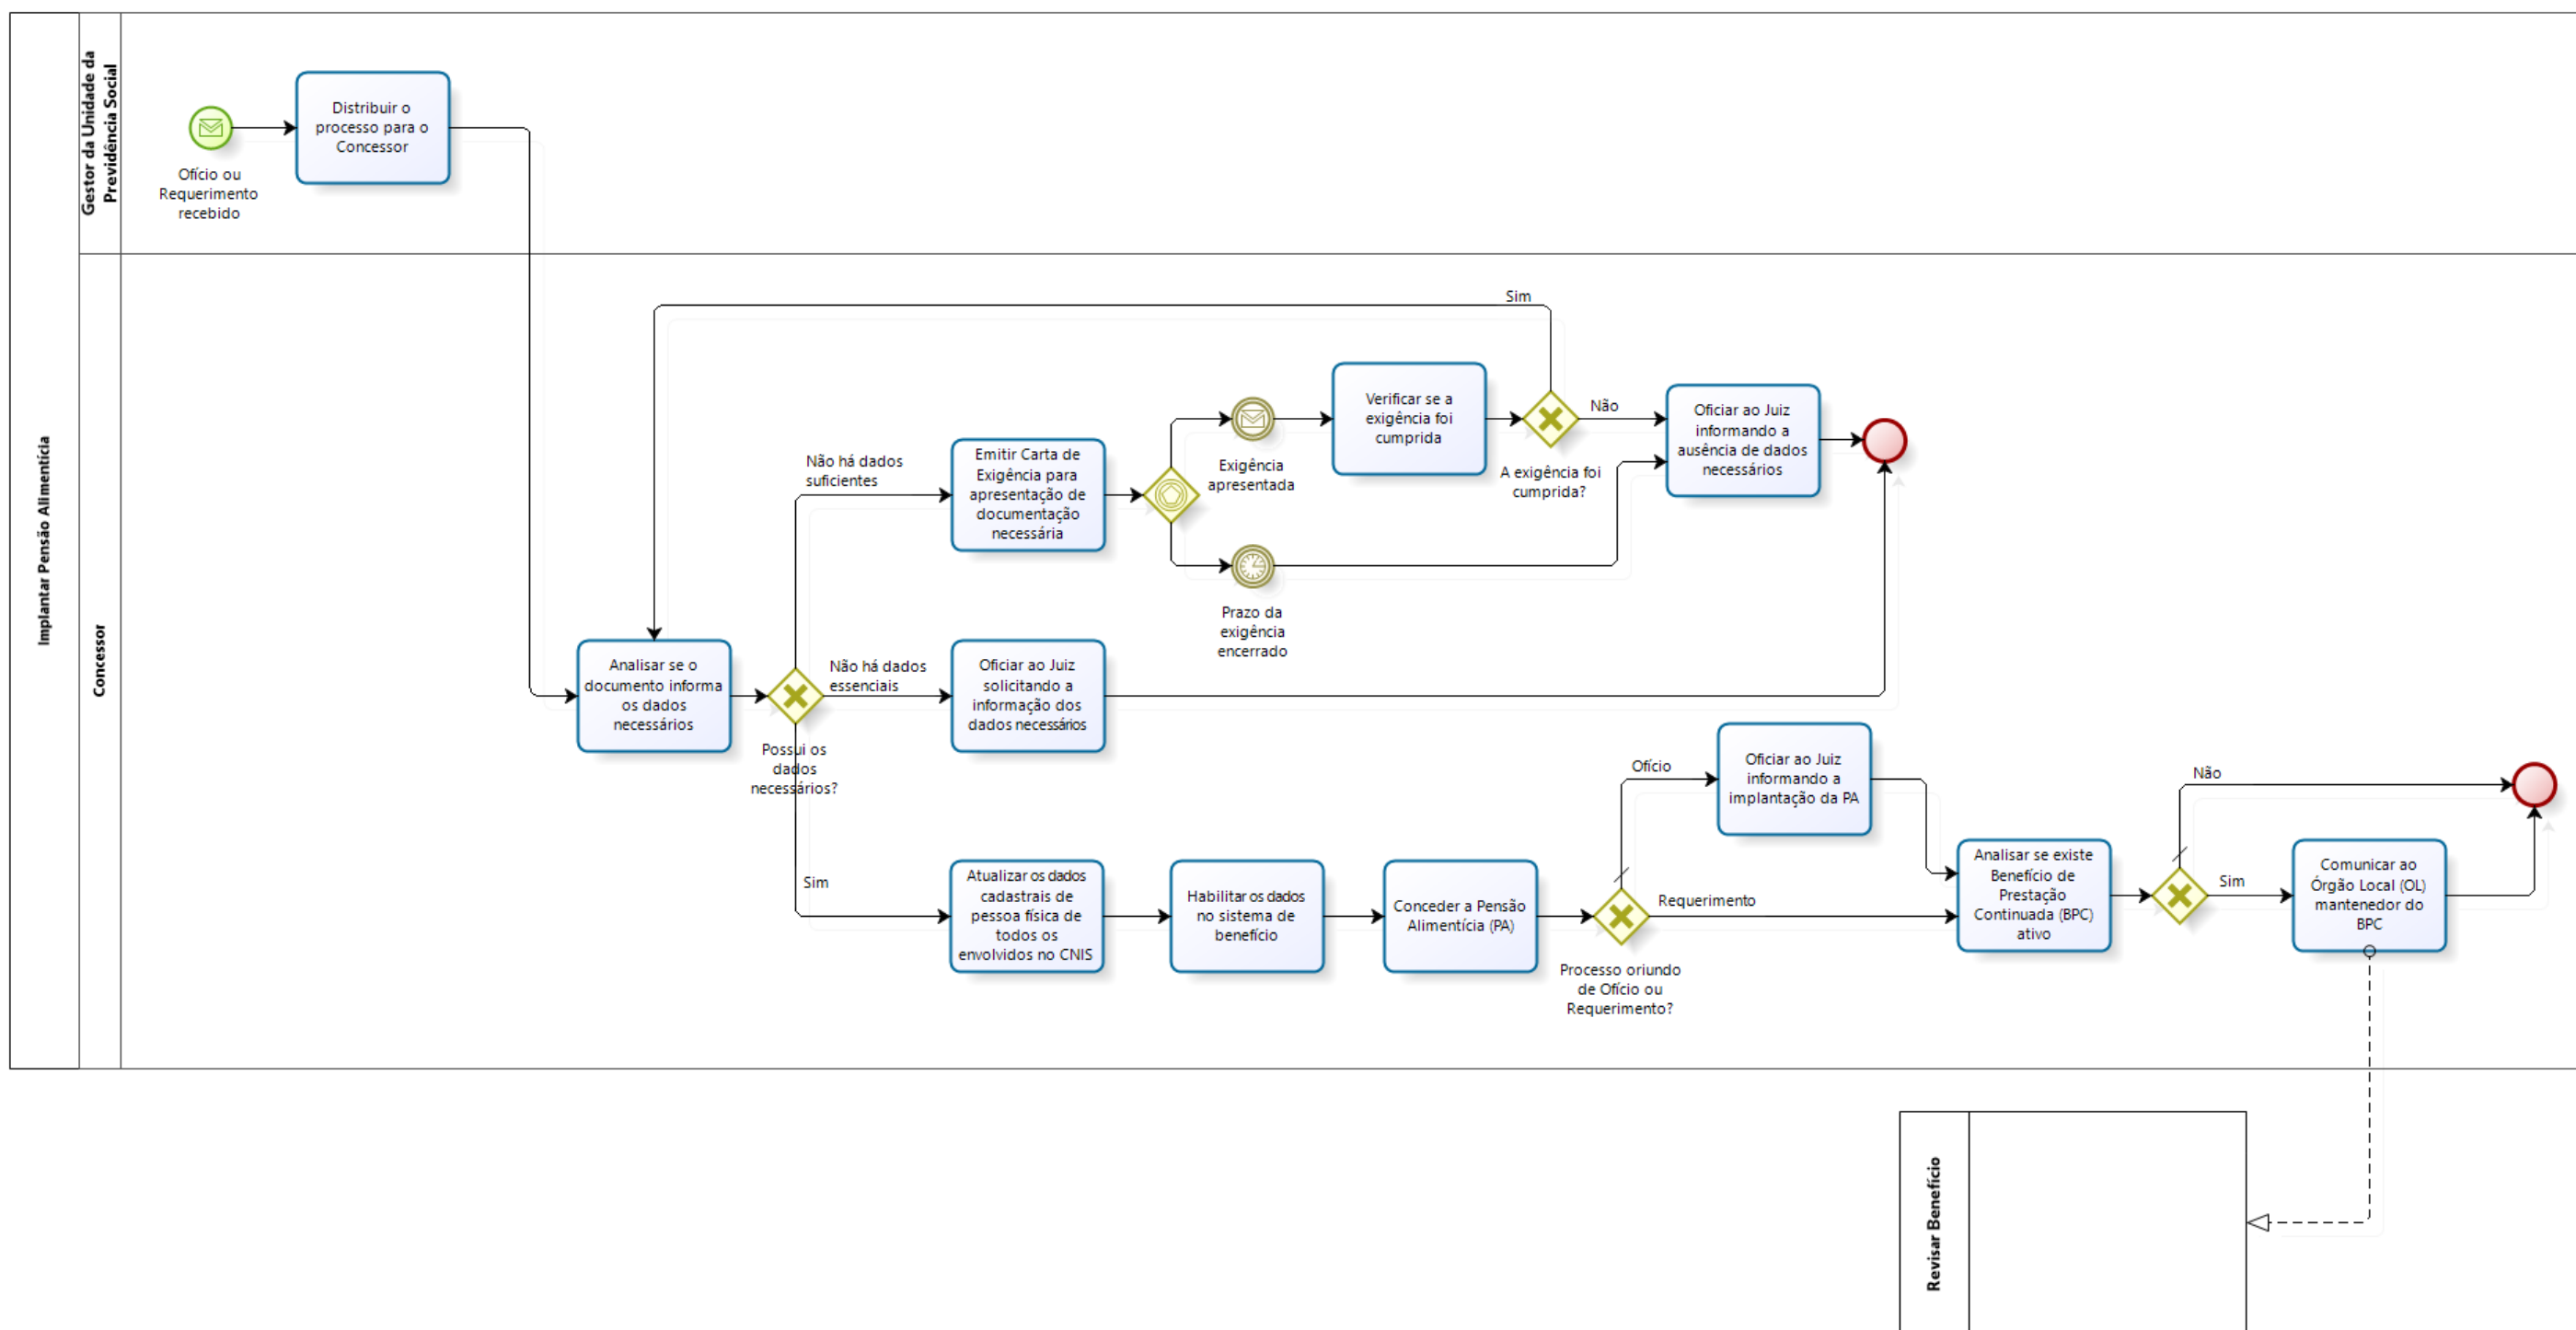 Implantar Pensão Alimentícia
Gestor da Unidade da
Previdência Social
Ofício ou
Requerimento
recebido
Distribuir o
processo para o
Concessor
Concessor
Analisar se o
documento informa
os dados
necessários
Possui os
dados
necessários?
Não há dados
suficientes
Emitir Carta de
Exigência para
apresentação de
documentação
necessária
Exigência
apresentada
Prazo da
exigência
encerrado
Verificar se a
exigência foi
cumprida
A exigência foi
cumprida?
Sim
Não
Oficiar ao Juiz
informando a
ausência de dados
necessários
Não há dados
essenciais
Oficiar ao Juiz
solicitando a
informação dos
dados necessários
Sim
Atualizar os dados
cadastrais de
pessoa física de
todos os
envolvidos no CNIS
Habilitar os dados
no sistema de
benefício
Conceder a Pensão
Alimentícia (PA)
Processo oriundo
de Ofício ou
Requerimento?
Ofício
Oficiar ao Juiz
informando a
implantação da PA
Requerimento
Analisar se existe
Benefício de
Prestação
Continuada (BPC)
ativo
Não
Sim
Comunicar ao
Órgão Local (OL)
mantenedor do
BPC
Revisar Benefício